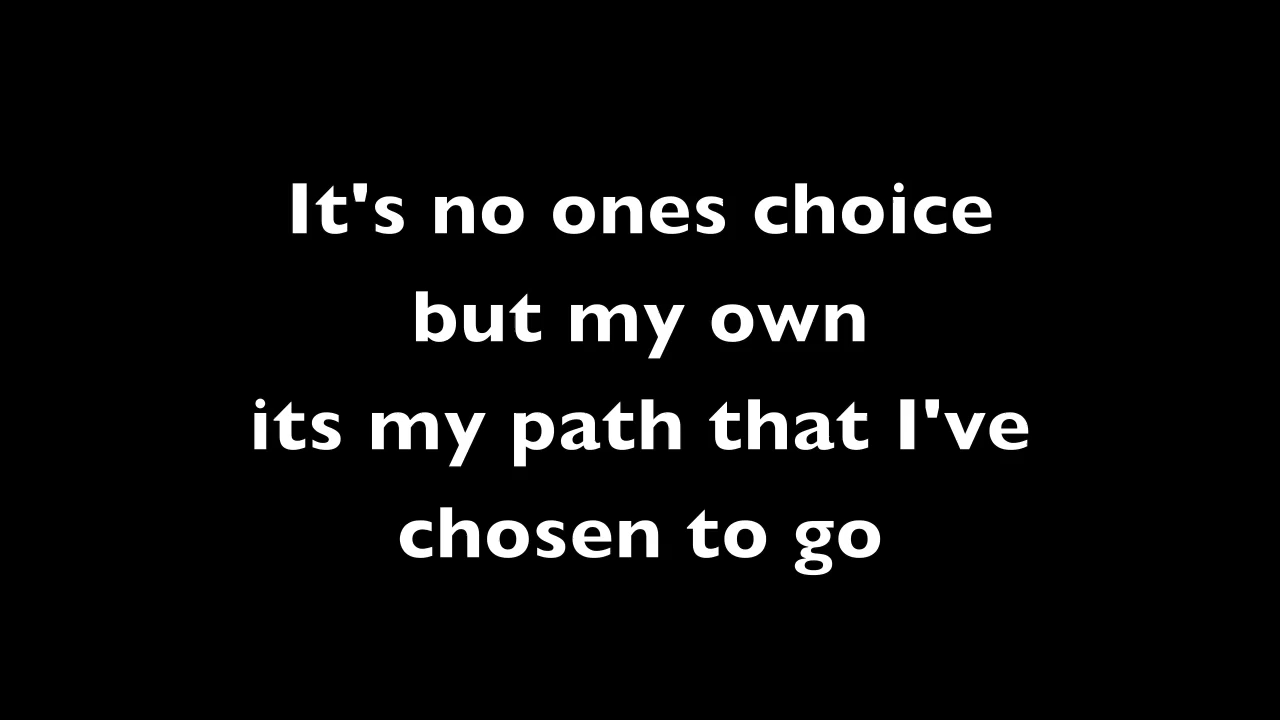 It's no ones choice
but my own
its my path that I've
chosen to go